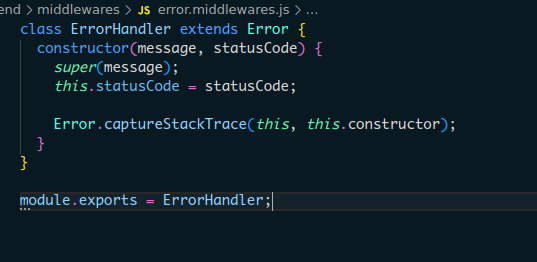 end > middlewares > JS error.middlewares.js > ...
class ErrorHandler extends Error {
constructor(message, statusCode) {
super(message);
this.statusCode = statusCode;
Error.captureStackTrace(this, this.constructor);
}
}
module.exports = ErrorHandler;